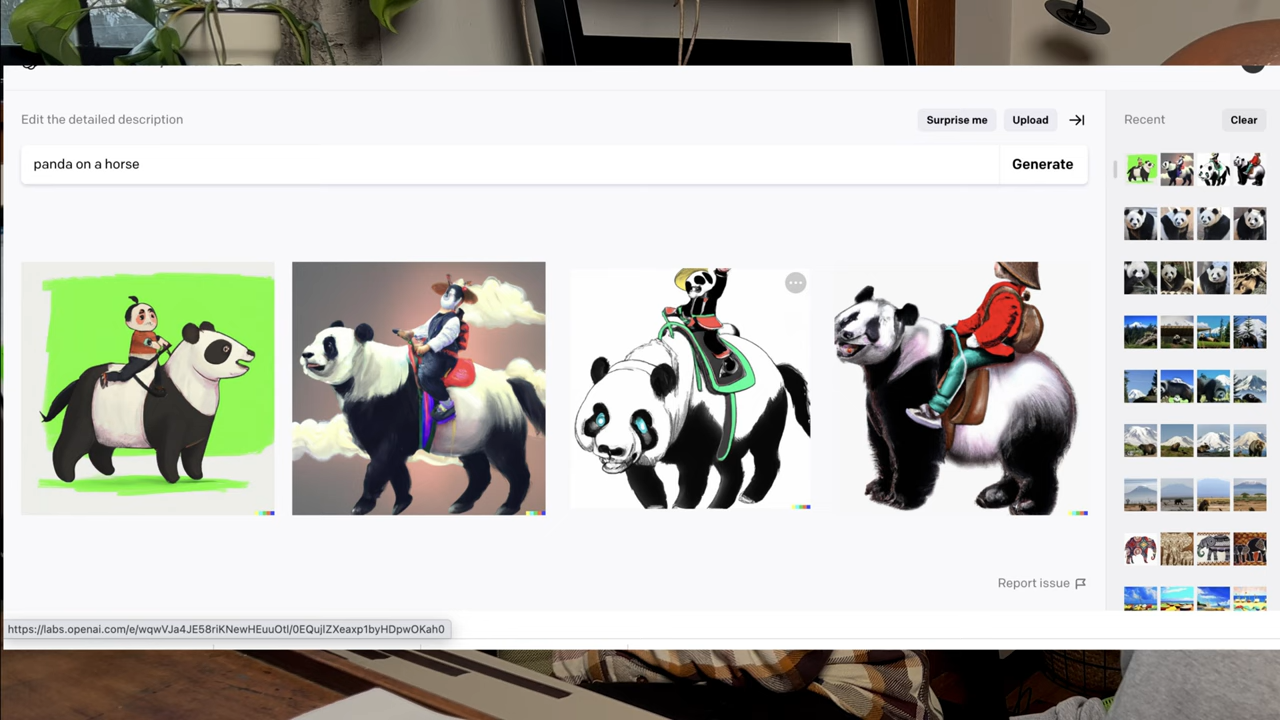 Edit the detailed description
Surprise me
Upload
Recent
Clear
panda on a horse
Generate
Report issue
https://labs.openai.com/e/wqwVJa4JE58riKNewHEuuOtl/0EQujlZXeaxp1byHDpwOKah0